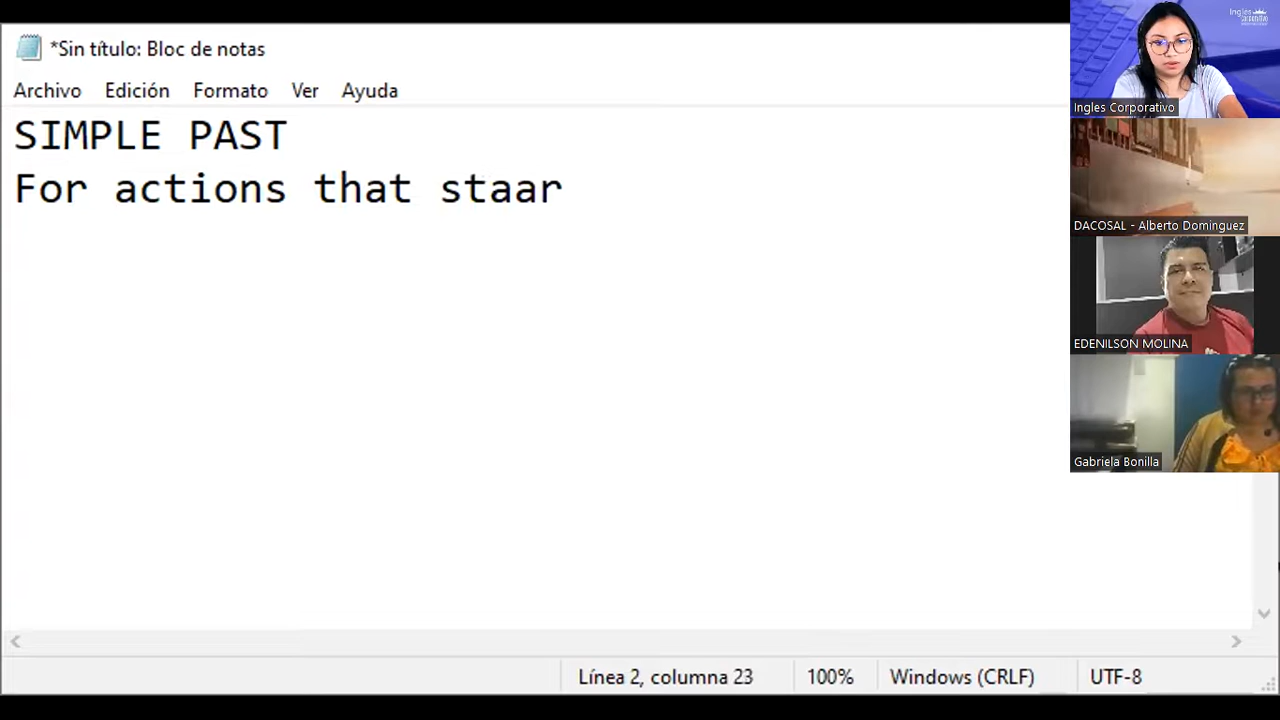 *Sin título: Bloc de notas
Archivo Edición Formato Ver Ayuda
SIMPLE PAST
For actions that staar
Línea 2, columna 23 100% Windows (CRLF) UTF-8
Ingles
Ingles Corporativo
DACOSAL - Alberto Dominguez
EDENILSON MOLINA
Gabriela Bonilla